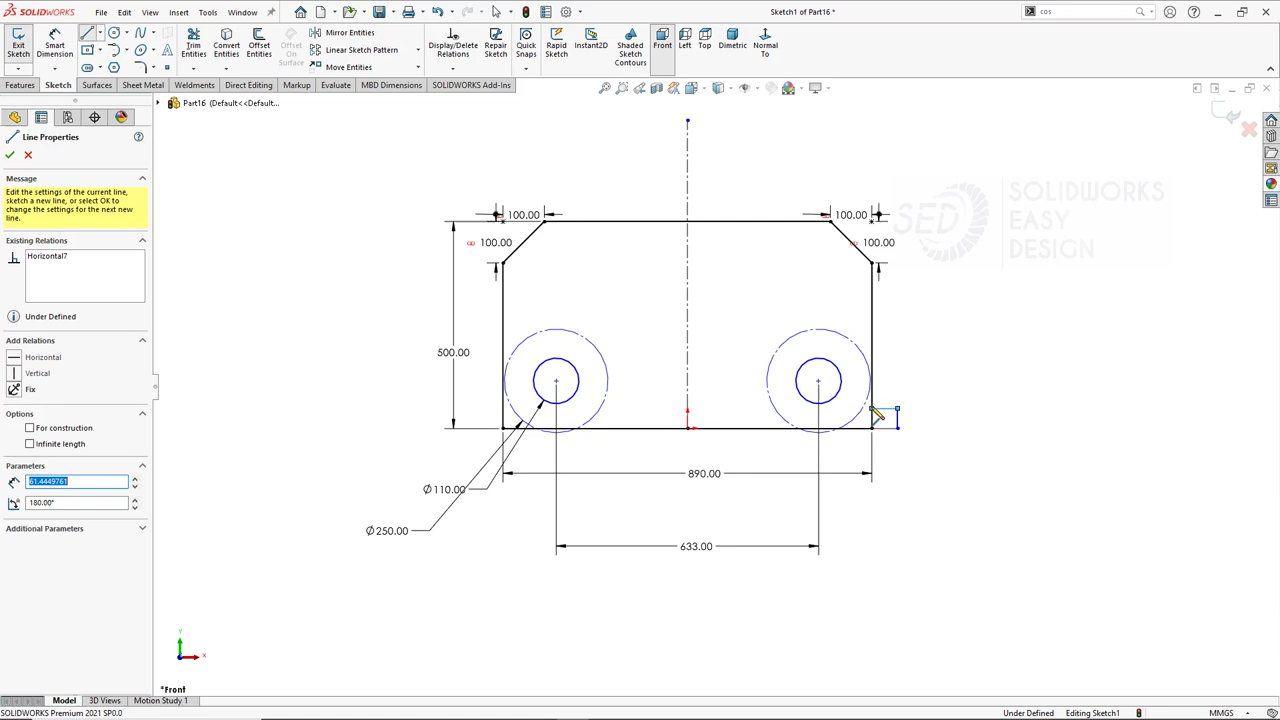 SOLIDWORKS
File Edit View Insert Tools Window
Sketch1 of Part16 *
cos
Exit Sketch
Smart Dimension
Trim Entities
Convert Entities
Offset Entities
Offset On Surface
Mirror Entities
Linear Sketch Pattern
Move Entities
Display/Delete Relations
Repair Sketch
Quick Snaps
Rapid Sketch
Instant2D
Shaded Sketch Contours
Front
Left
Top
Dimetric
Normal To
Features Sketch Surfaces Sheet Metal Weldments Direct Editing Markup Evaluate MBD Dimensions SOLIDWORKS Add-Ins
Part16 (Default<<Default...
Line Properties
Message
Edit the settings of the current line,
sketch a new line, or select OK to
change the settings for the next new
line.
Existing Relations
Horizontal7
Under Defined
Add Relations
Horizontal
Vertical
Fix
Options
For construction
Infinite length
Parameters
61.4449761
180.00°
Additional Parameters
SED
SOLIDWORKS
EASY
DESIGN
100.00
100.00
100.00
100.00
500.00
890.00
Ø110.00
Ø250.00
633.00
Y
X
*Front
Model 3D Views Motion Study 1
SOLIDWORKS Premium 2021 SP0.0
Under Defined Editing Sketch1 MMGS